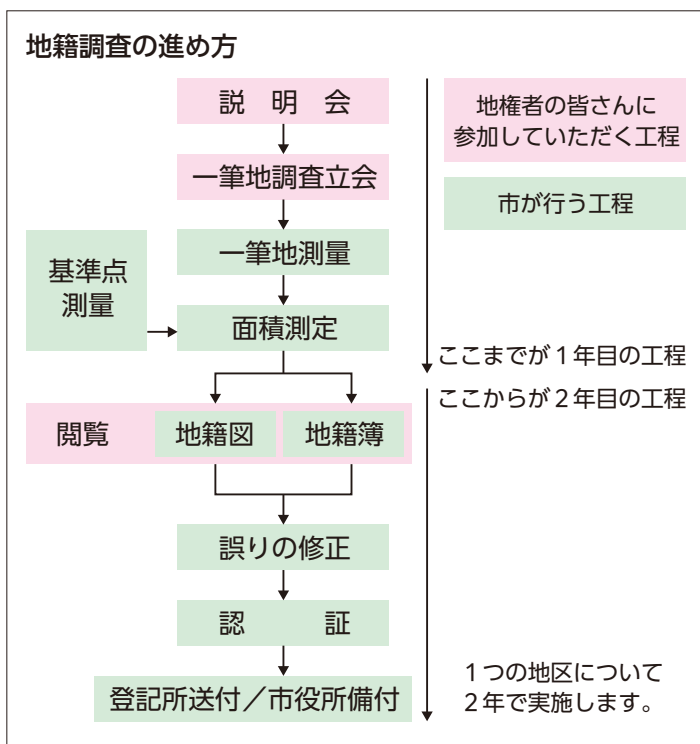 地籍調査の進め方
説　明　会
地権者の皆さんに
参加していただく工程
一筆地調査立会
市が行う工程
一筆地測量
基準点
測量
面積測定
ここまでが1年目の工程
ここからが2年目の工程
閲覧
地籍図
地籍簿
誤りの修正
認　　証
登記所送付／市役所備付
1つの地区について
2年で実施します。